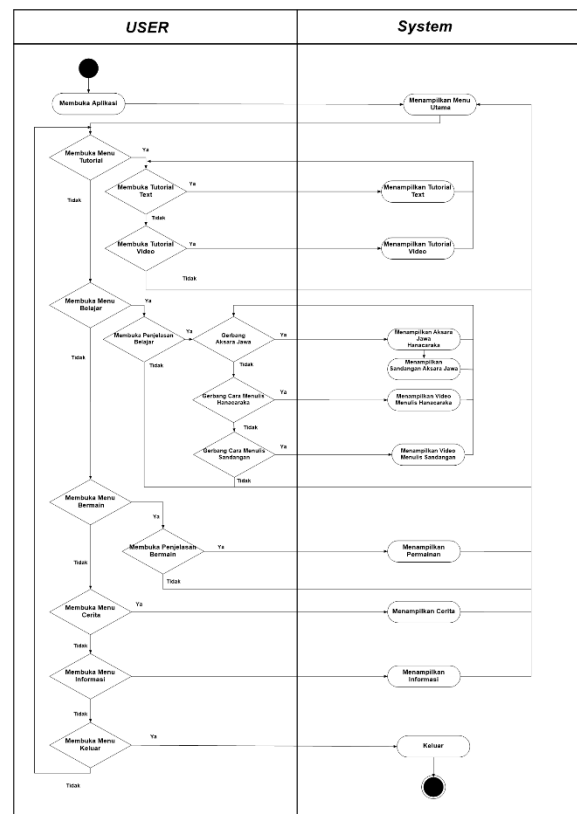 USER
System
Membuka Aplikasi
Menampilkan Menu
Utama
Membuka Menu
Tutorial
Ya
Tidak
Membuka Tutorial
Text
Ya
Menampilkan Tutorial
Text
Tidak
Membuka Tutorial
Video
Ya
Menampilkan Tutorial
Video
Tidak
Membuka Menu
Belajar
Ya
Tidak
Membuka Penjelasan
Belajar
Ya
Tidak
Gerbang
Aksara Jawa
Ya
Menampilkan Aksara
Jawa
Hanacaraka
Menampilkan
Sandangan Aksara Jawa
Tidak
Gerbang Cara Menulis
Hanacaraka
Ya
Menampilkan Video
Menulis Hanacaraka
Tidak
Gerbang Cara Menulis
Sandangan
Ya
Menampilkan Video
Menulis Sandangan
Tidak
Membuka Menu
Bermain
Ya
Tidak
Membuka Penjelasan
Bermain
Ya
Menampilkan
Permainan
Tidak
Membuka Menu
Cerita
Ya
Menampilkan Cerita
Tidak
Membuka Menu
Informasi
Menampilkan
Informasi
Tidak
Membuka Menu
Keluar
Ya
Keluar
Tidak